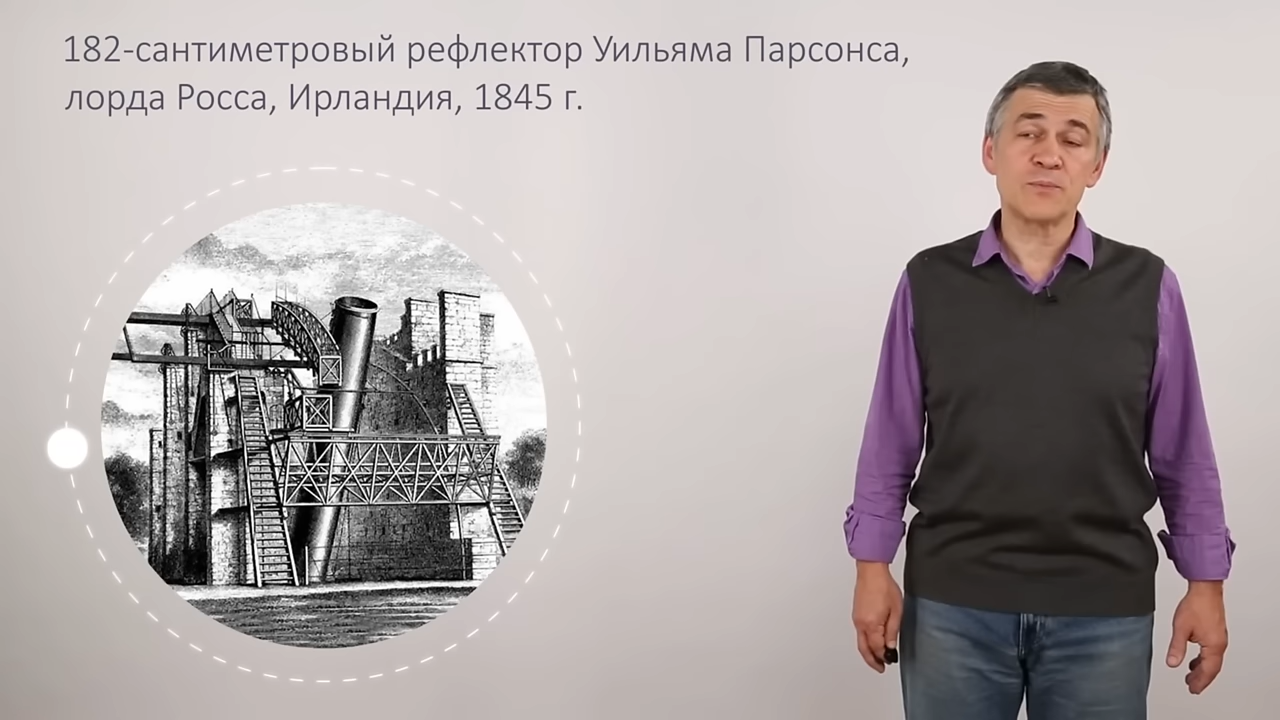 182-сантиметровый рефлектор Уильяма Парсонса,
лорда Росса, Ирландия, 1845 г.